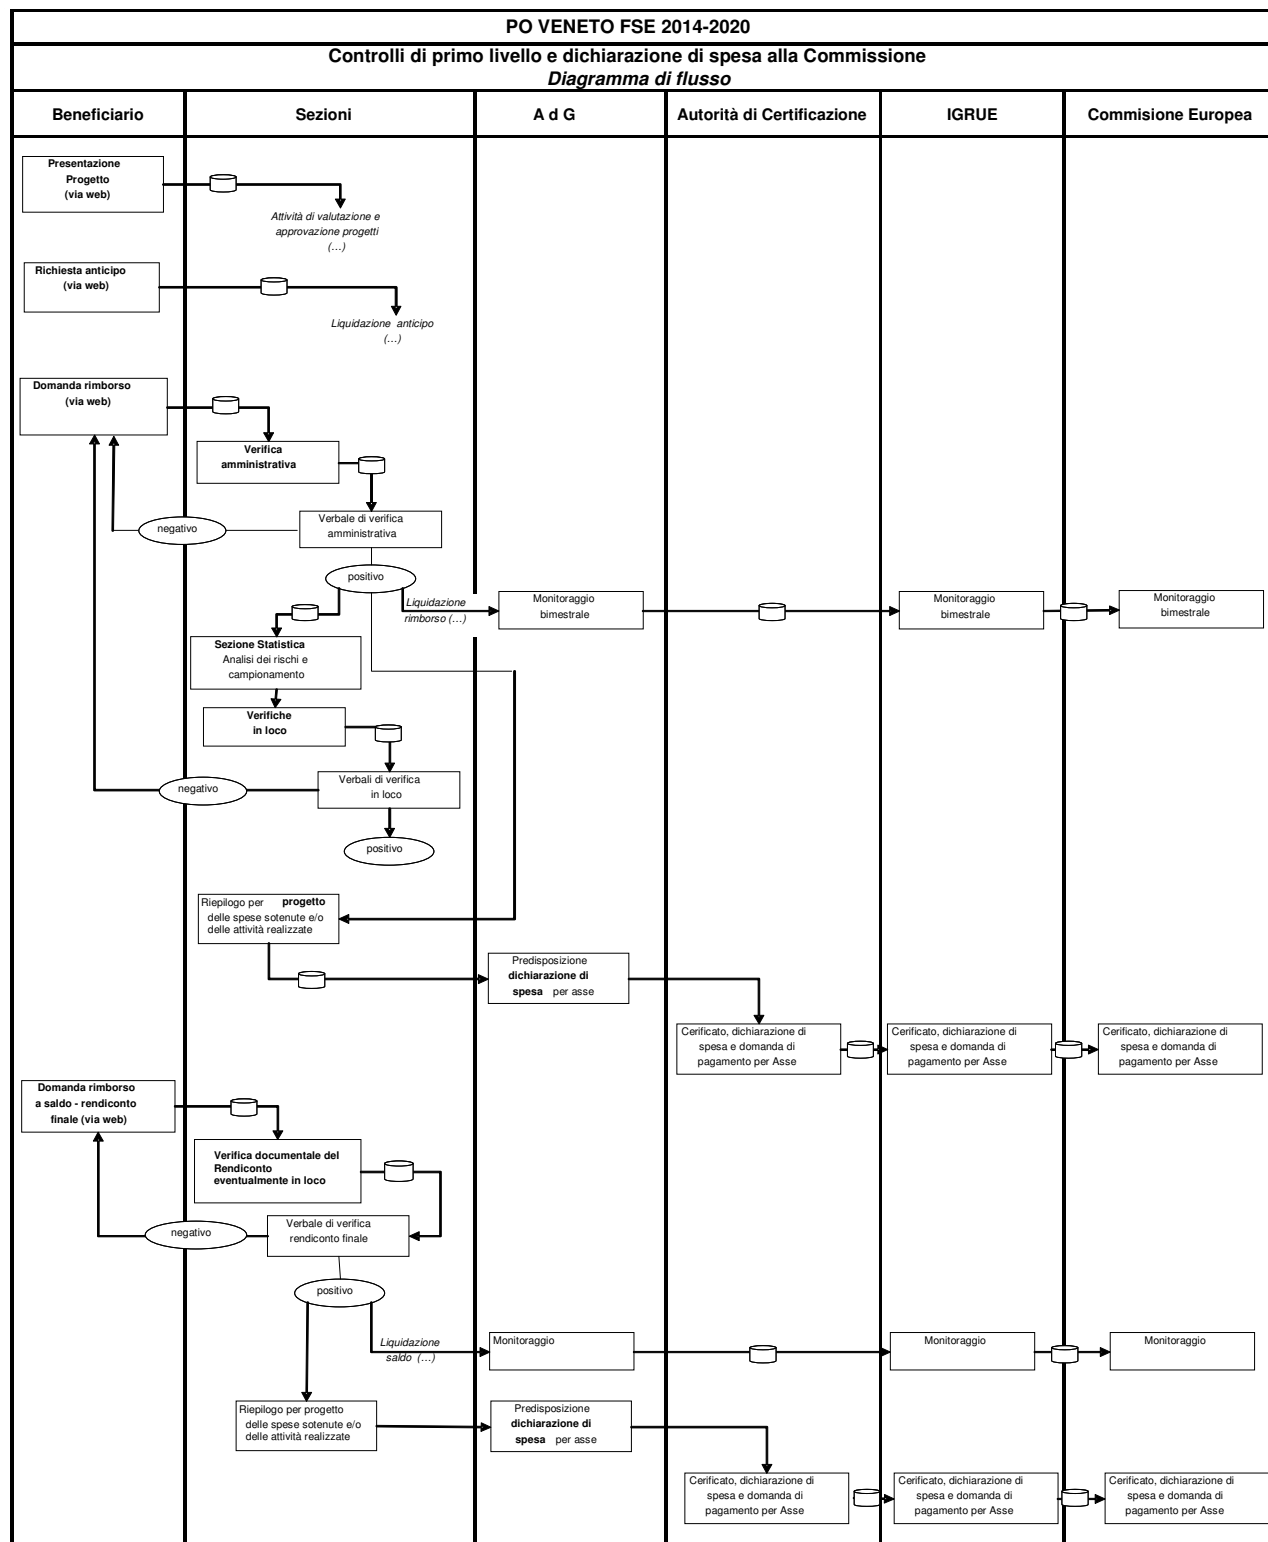 PO VENETO FSE 2014-2020
Controlli di primo livello e dichiarazione di spesa alla Commissione
Diagramma di flusso
Beneficiario
Sezioni
A d G
Autorità di Certificazione
IGRUE
Commisione Europea
Presentazione
Progetto
(via web)
Attività di valutazione e
approvazione progetti
(…)
Richiesta anticipo
(via web)
Liquidazione anticipo
(…)
Domanda rimborso
(via web)
Verifica
amministrativa
Verbale di verifica
amministrativa
negativo
positivo
Liquidazione
rimborso (…)
Monitoraggio
bimestrale
Monitoraggio
bimestrale
Monitoraggio
bimestrale
Sezione Statistica
Analisi dei rischi e
campionamento
Verifiche
in loco
Verbali di verifica
in loco
negativo
positivo
Riepilogo per progetto
delle spese sotenute e/o
delle attività realizzate
Predisposizione
dichiarazione di
spesa per asse
Cerificato, dichiarazione di
spesa e domanda di
pagamento per Asse
Cerificato, dichiarazione di
spesa e domanda di
pagamento per Asse
Cerificato, dichiarazione di
spesa e domanda di
pagamento per Asse
Domanda rimborso
a saldo - rendiconto
finale (via web)
Verifica documentale del
Rendiconto
eventualmente in loco
Verbale di verifica
rendiconto finale
negativo
positivo
Liquidazione
saldo (…)
Monitoraggio
Monitoraggio
Monitoraggio
Riepilogo per progetto
delle spese sotenute e/o
delle attività realizzate
Predisposizione
dichiarazione di
spesa per asse
Cerificato, dichiarazione di
spesa e domanda di
pagamento per Asse
Cerificato, dichiarazione di
spesa e domanda di
pagamento per Asse
Cerificato, dichiarazione di
spesa e domanda di
pagamento per Asse